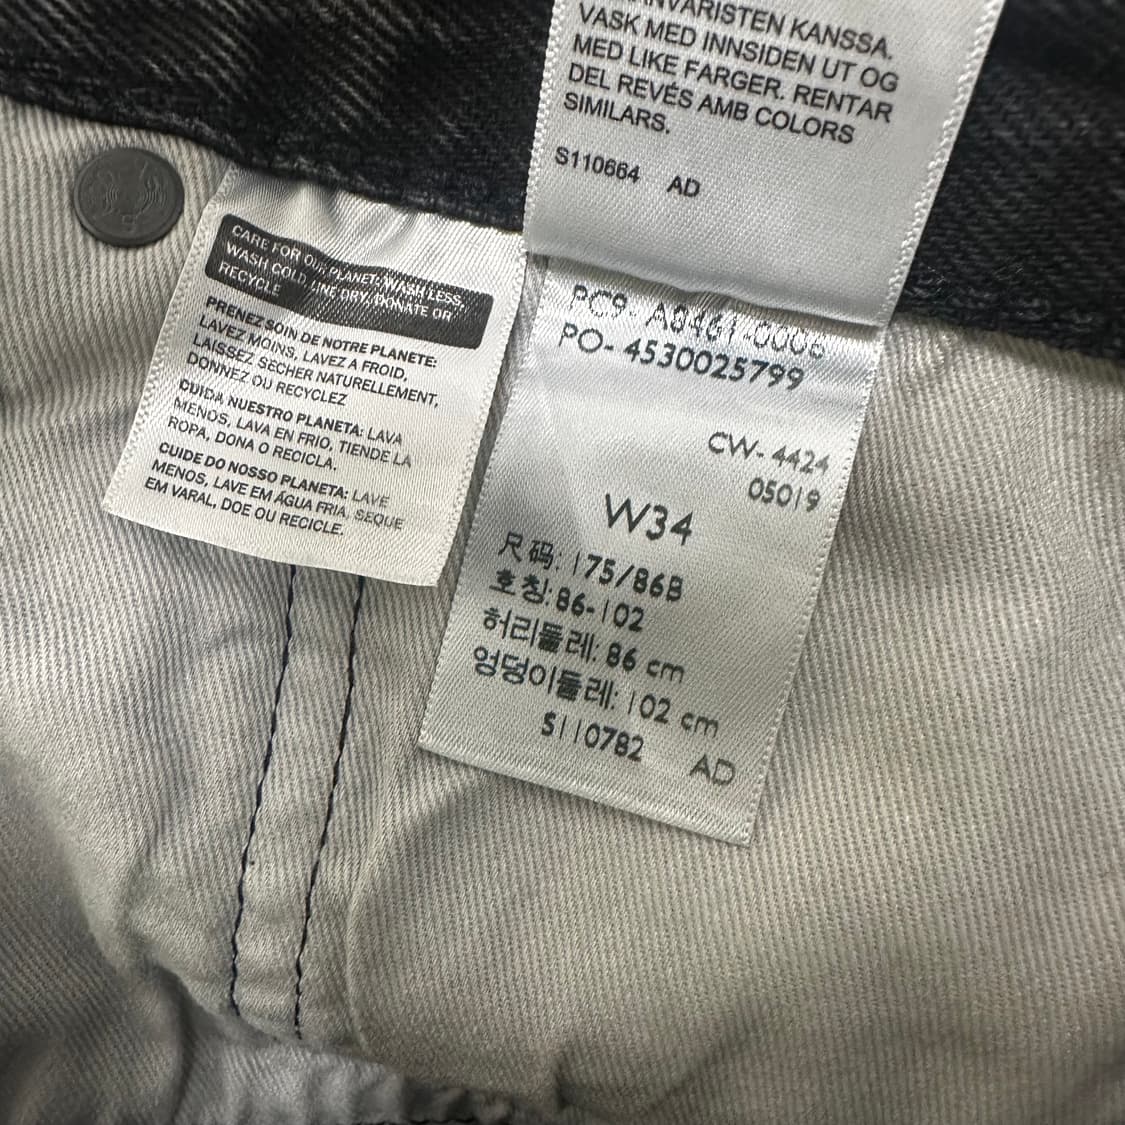 VASK MED INNSIDEN UT OG
MED LIKE FARGER. RENTAR
DEL REVÉS AMB COLORS
SIMILARS.
S110664 AD
CARE FOR OUR PLANET: WASH LESS,
WASH COLD, LINE DRY, DONATE OR
RECYCLE
PRENEZ SOIN DE NOTRE PLANETE:
LAVEZ MOINS, LAVEZ A FROID,
LAISSEZ SECHER NATURELLEMENT,
DONNEZ OU RECYCLEZ
CUIDA NUESTRO PLANETA: LAVA
MENOS, LAVA EN FRIO, TIENDE LA
ROPA, DONA O RECICLA.
CUIDE DO NOSSO PLANETA: LAVE
MENOS, LAVE EM ÁGUA FRIA, SEQUE
EM VARAL, DOE OU RECICLE.
PC9- A8461-0006
PO- 4530025799
CW- 4424
05019
W34
尺码: 175/86B
호칭: 86-102
허리둘레: 86 cm
엉덩이둘레: 102 cm
S110782 AD